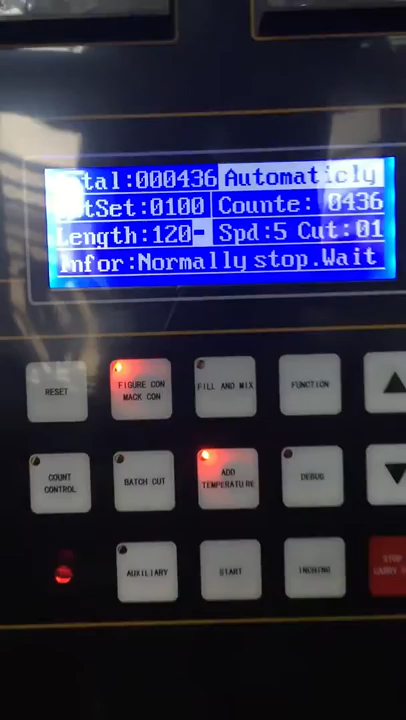 tal:000436 Automaticly
tSet:0100 Counte: 0436
Length:120- Spd:5 Cut:01
Infor:Normally stop.Wait
RESET
FIGURE CON
MACK CON
FILL AND MIX
FUNCTION
▲
COUNT
CONTROL
BATCH CUT
ADD
TEMPERATURE
DEBUG
▼
AUXILIARY
START
INCHING
STOP
CARRY